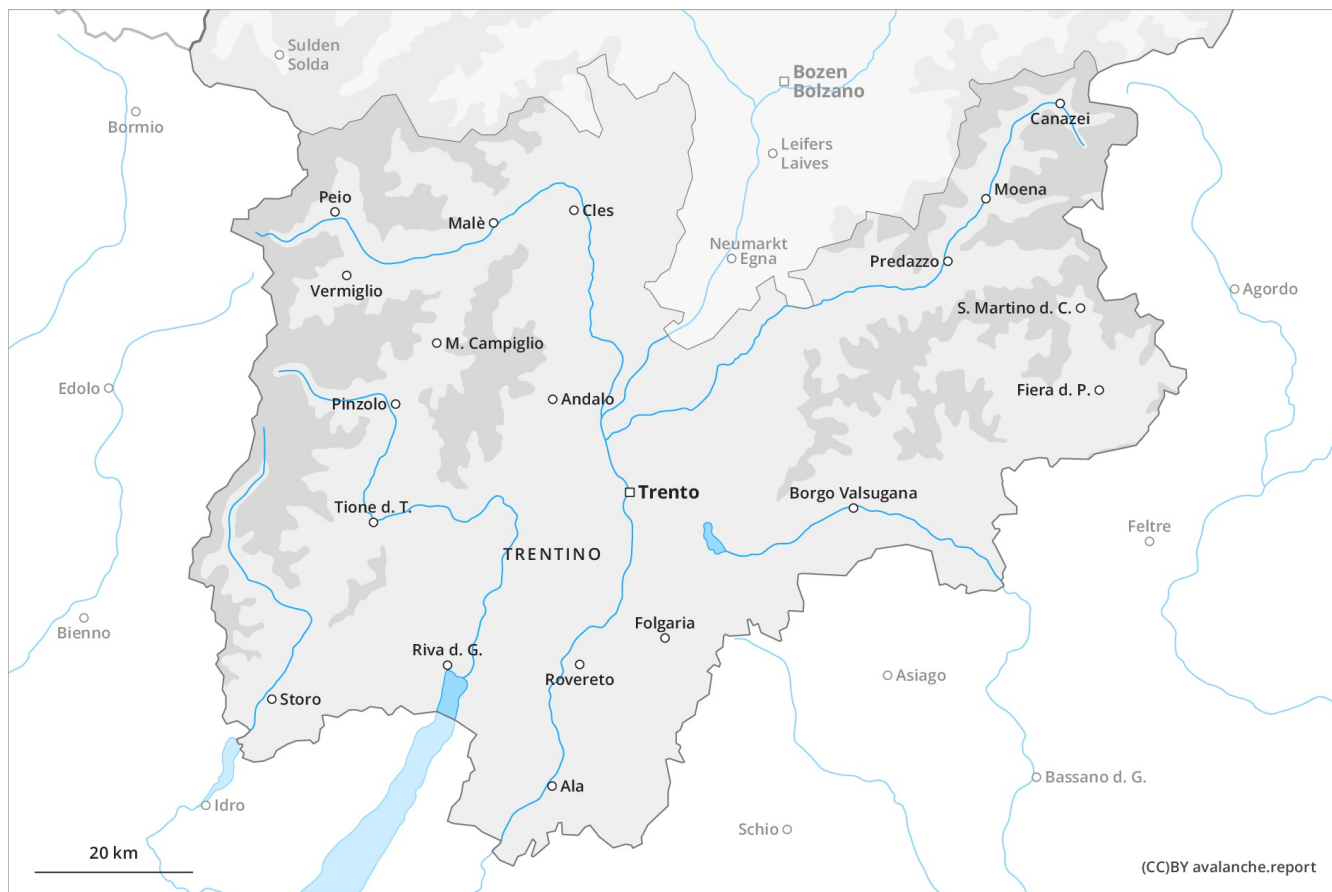 Sulden
Solda
Bozen
Bolzano
Bormio
Canazei
Leifers
Laives
Peio
Moena
Malè
Cles
Neumarkt
Egna
Predazzo
Vermiglio
Agordo
S. Martino d. C.
M. Campiglio
Edolo
Pinzolo
Andalo
Fiera d. P.
Trento
Borgo Valsugana
Tione d. T.
Feltre
TRENTINO
Bienno
Folgaria
Riva d. G.
Rovereto
Asiago
Storo
Bassano d. G.
Ala
Idro
Schio
20 km
(CC)BY avalanche.report